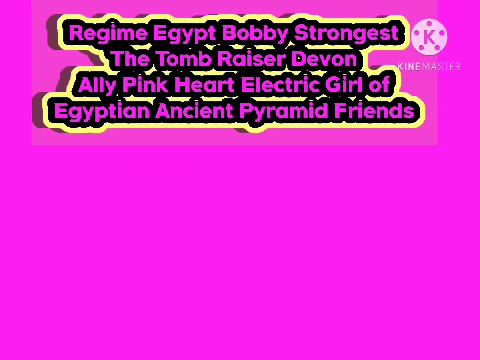 Regime Egypt Bobby Strongest
The Tomb Raiser Devon
Ally Pink Heart Electric Girl of
Egyptian Ancient Pyramid Friends
K
KINEMASTER